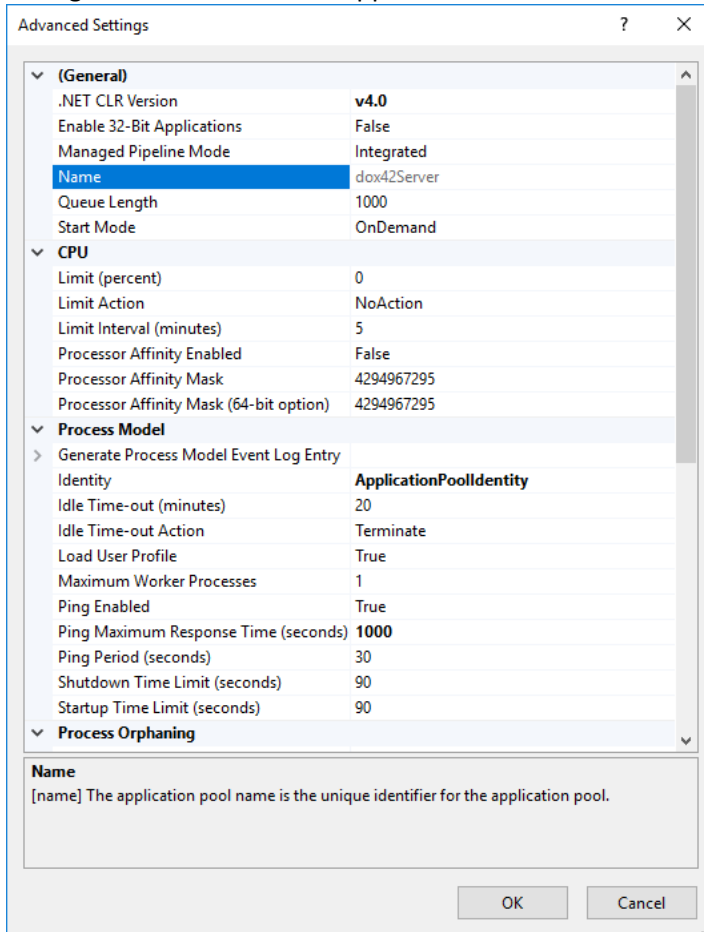 Advanced Settings ? ×
(General)
.NET CLR Version v4.0
Enable 32-Bit Applications False
Managed Pipeline Mode Integrated
Name dox42Server
Queue Length 1000
Start Mode OnDemand
CPU
Limit (percent) 0
Limit Action NoAction
Limit Interval (minutes) 5
Processor Affinity Enabled False
Processor Affinity Mask 4294967295
Processor Affinity Mask (64-bit option) 4294967295
Process Model
Generate Process Model Event Log Entry
Identity ApplicationPoolIdentity
Idle Time-out (minutes) 20
Idle Time-out Action Terminate
Load User Profile True
Maximum Worker Processes 1
Ping Enabled True
Ping Maximum Response Time (seconds) 1000
Ping Period (seconds) 30
Shutdown Time Limit (seconds) 90
Startup Time Limit (seconds) 90
Process Orphaning
Name
[name] The application pool name is the unique identifier for the application pool.
OK Cancel